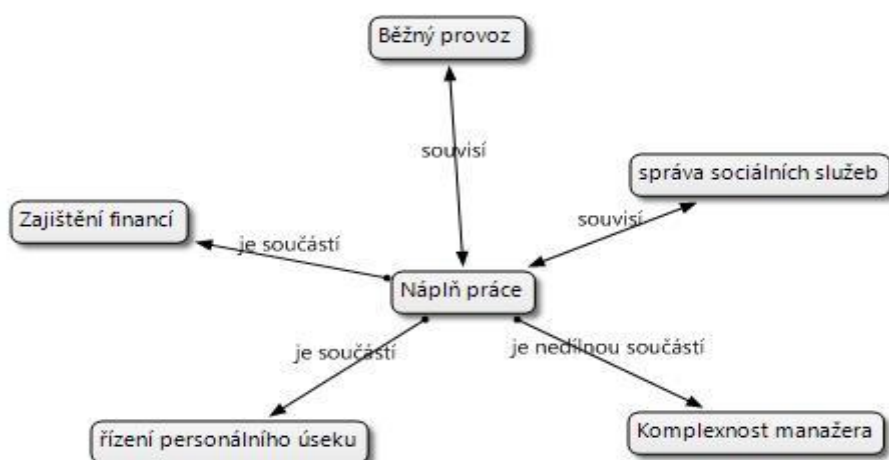 Běžný provoz
souvisí
správa sociálních služeb
souvisí
Zajištění financí
je součástí
Náplň práce
je součástí
je nedílnou součástí
řízení personálního úseku
Komplexnost manažera